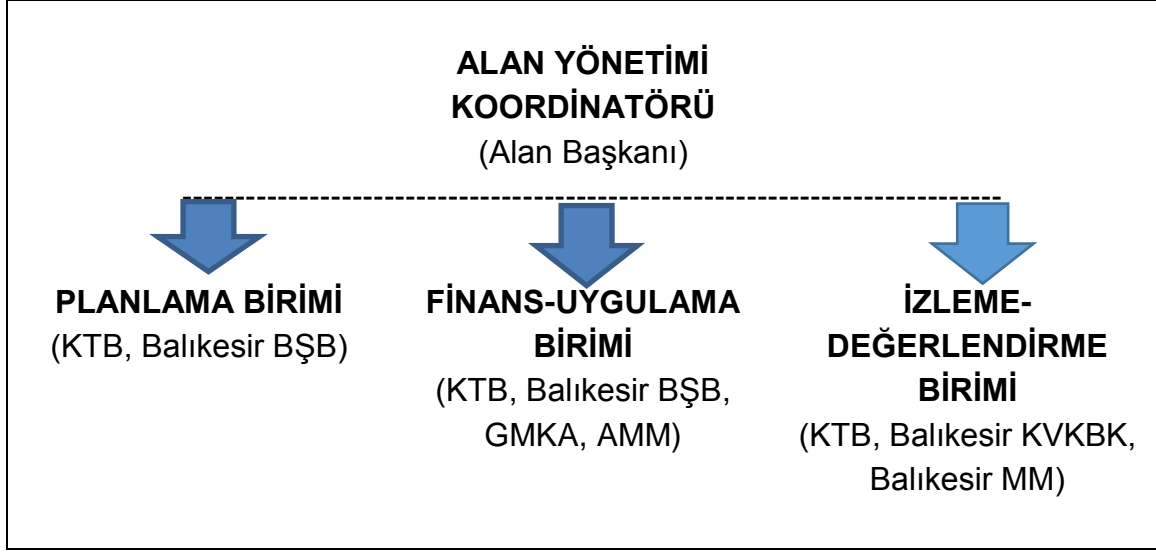 ALAN YÖNETİMİ
KOORDİNATÖRÜ
(Alan Başkanı)
PLANLAMA BİRİMİ
(KTB, Balıkesir BŞB)
FİNANS-UYGULAMA
BİRİMİ
(KTB, Balıkesir BŞB,
GMKA, AMM)
İZLEME-
DEĞERLENDİRME
BİRİMİ
(KTB, Balıkesir KVKBK,
Balıkesir MM)